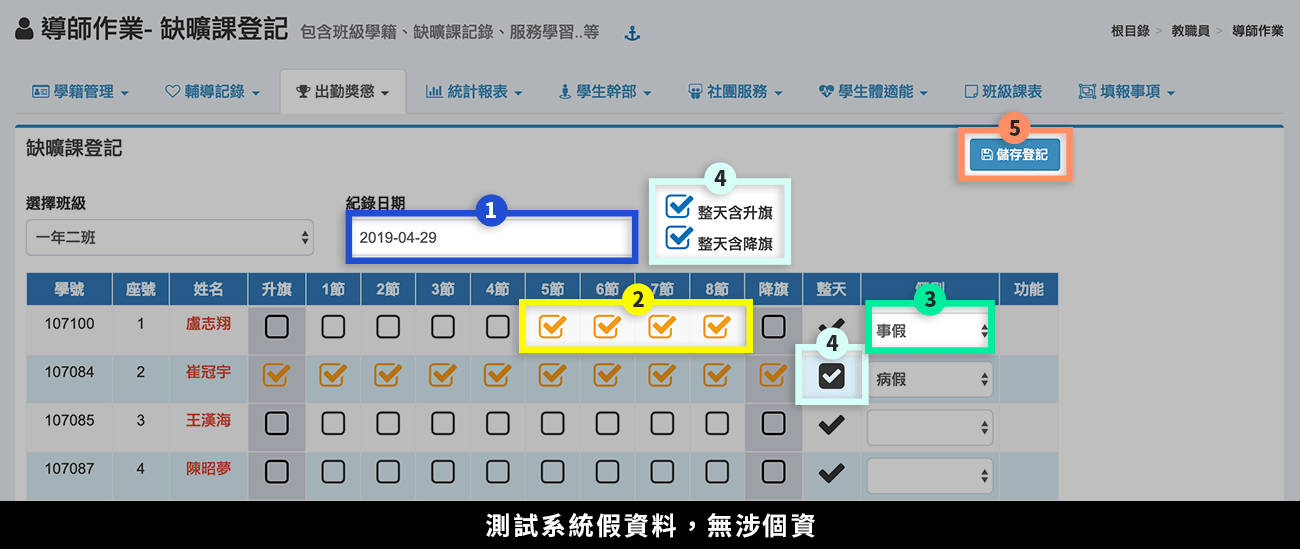 導師作業- 缺曠課登記 包含班級學籍、缺曠課記錄、服務學習..等
根目錄 > 教職員 > 導師作業
學籍管理 輔導記錄 出勤獎懲 統計報表 學生幹部 社團服務 學生體適能 班級課表 填報事項
缺曠課登記
5
儲存登記
選擇班級
一年二班
紀錄日期
1
2019-04-29
4
整天含升旗
整天含降旗
學號 座號 姓名 升旗 1節 2節 3節 4節 5節 6節 7節 8節 降旗 整天 功能
2
3
107100 1 盧志翔 事假
4
107084 2 崔冠宇 病假
107085 3 王漢海
107087 4 陳昭夢
測試系統假資料，無涉個資